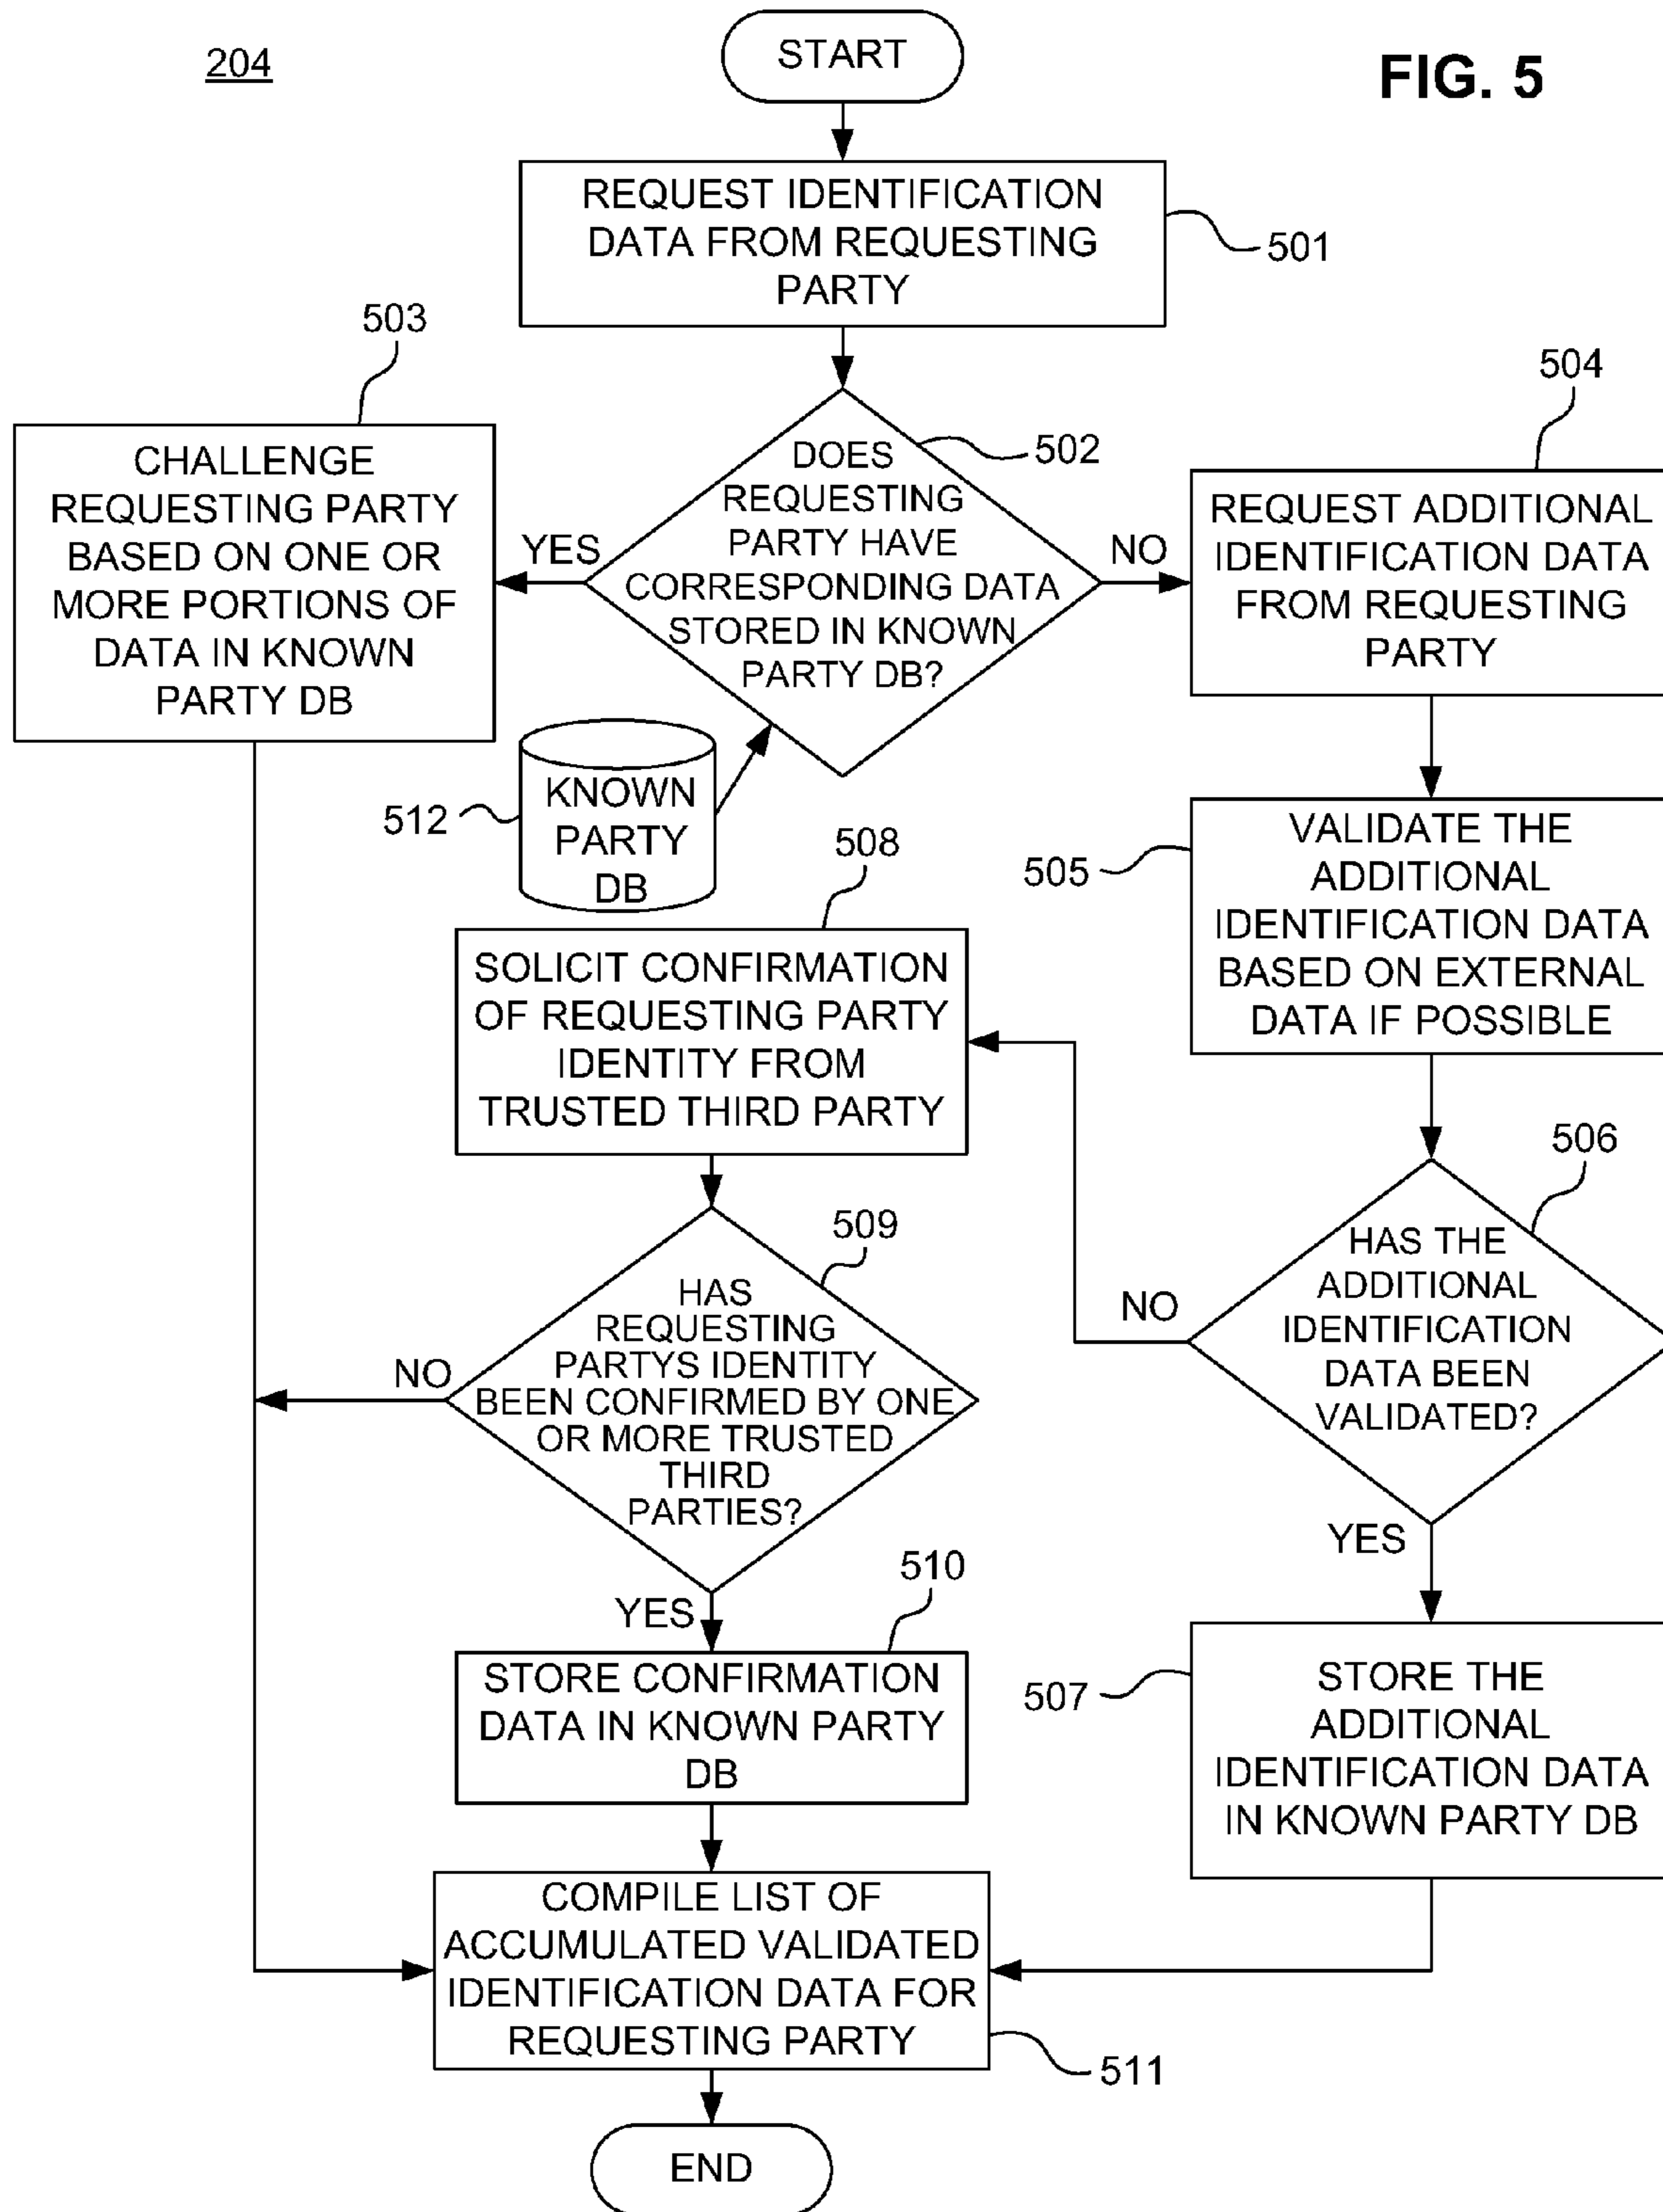 204
START
FIG. 5
REQUEST IDENTIFICATION
DATA FROM REQUESTING
PARTY
501
503
504
CHALLENGE
REQUESTING PARTY
BASED ON ONE OR
MORE PORTIONS OF
DATA IN KNOWN
PARTY DB
YES
DOES
REQUESTING
PARTY HAVE
CORRESPONDING DATA
STORED IN KNOWN
PARTY DB?
502
NO
REQUEST ADDITIONAL
IDENTIFICATION DATA
FROM REQUESTING
PARTY
512
KNOWN
PARTY
DB
508
505
VALIDATE THE
ADDITIONAL
IDENTIFICATION DATA
BASED ON EXTERNAL
DATA IF POSSIBLE
SOLICIT CONFIRMATION
OF REQUESTING PARTY
IDENTITY FROM
TRUSTED THIRD PARTY
506
509
HAS THE
ADDITIONAL
IDENTIFICATION
DATA BEEN
VALIDATED?
NO
NO
HAS
REQUESTING
PARTYS IDENTITY
BEEN CONFIRMED BY ONE
OR MORE TRUSTED
THIRD
PARTIES?
YES
510
YES
STORE CONFIRMATION
DATA IN KNOWN PARTY
DB
507
STORE THE
ADDITIONAL
IDENTIFICATION DATA
IN KNOWN PARTY DB
COMPILE LIST OF
ACCUMULATED VALIDATED
IDENTIFICATION DATA FOR
REQUESTING PARTY
511
END